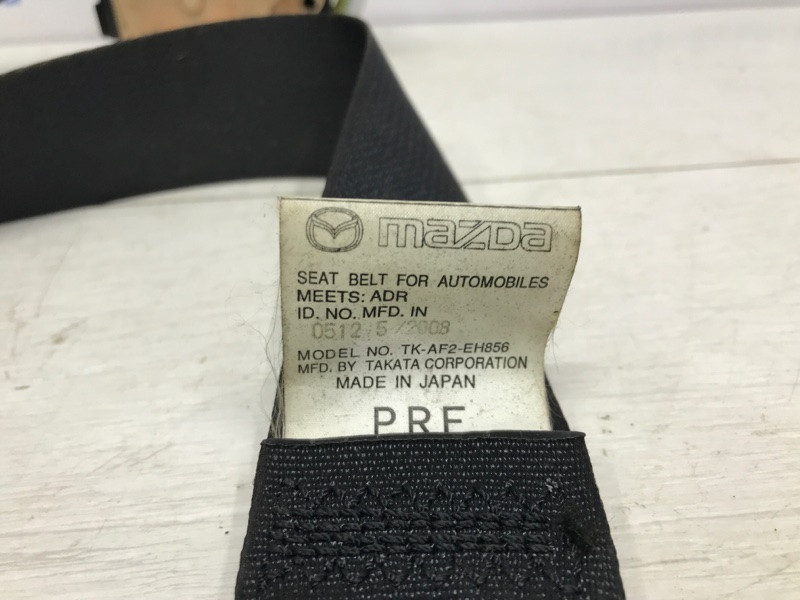 mazda
SEAT BELT FOR AUTOMOBILES
MEETS: ADR
ID. NO. MFD. IN
0512 5/2008
MODEL NO. TK-AF2-EH856
MFD. BY TAKATA CORPORATION
MADE IN JAPAN
PRE